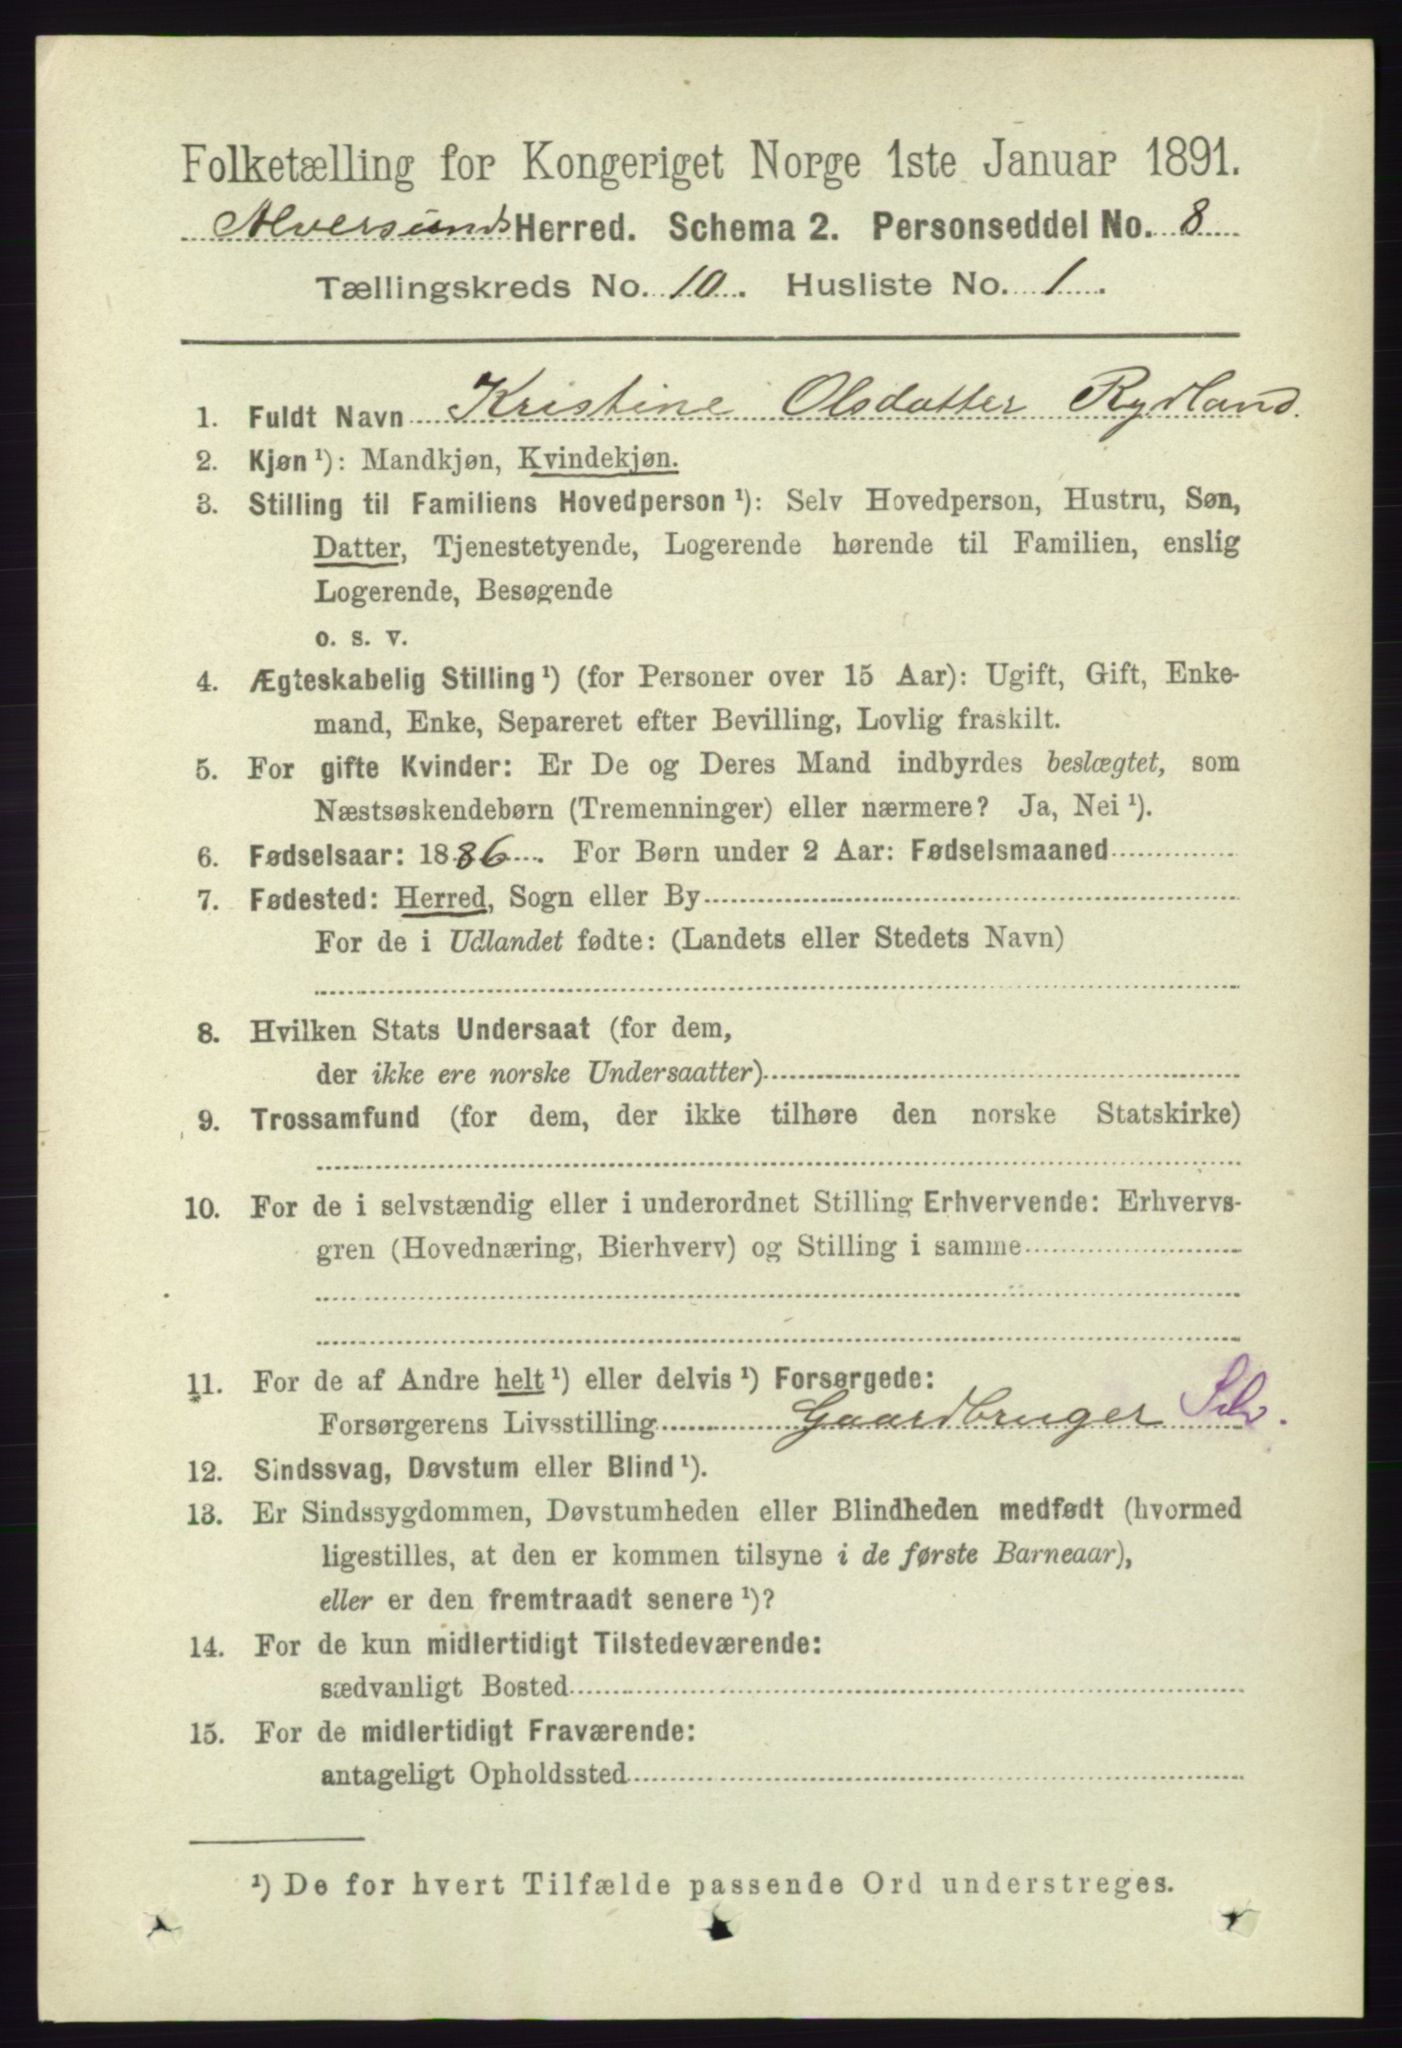 Folketælling for Kongeriget Norge 1ste Januar 1891.
Alversunds Herred. Schema 2. Personseddel No. 8
Tællingskreds No. 10. Husliste No. 1.
1. Fuldt Navn Kristine Olsdatter Rydland.
2. Kjøn ¹): Mandkjøn, Kvindekjøn.
3. Stilling til Familiens Hovedperson ¹): Selv Hovedperson, Hustru, Søn,
Datter, Tjenestetyende, Logerende hørende til Familien, enslig
Logerende, Besøgende
o. s. v.
4. Ægteskabelig Stilling ¹) (for Personer over 15 Aar): Ugift, Gift, Enke-
mand, Enke, Separeret efter Bevilling, Lovlig fraskilt.
5. For gifte Kvinder: Er De og Deres Mand indbyrdes beslægtet, som
Næstsøskendebørn (Tremenninger) eller nærmere? Ja, Nei ¹).
6. Fødselsaar: 1886. For Børn under 2 Aar: Fødselsmaaned
7. Fødested: Herred, Sogn eller By
For de i Udlandet fødte: (Landets eller Stedets Navn)
8. Hvilken Stats Undersaat (for dem,
der ikke ere norske Undersaatter)
9. Trossamfund (for dem, der ikke tilhøre den norske Statskirke)
10. For de i selvstændig eller i underordnet Stilling Erhvervende: Erhvervs-
gren (Hovednæring, Bierhverv) og Stilling i samme
11. For de af Andre helt ¹) eller delvis ¹) Forsørgede:
Forsørgerens Livsstilling Gaardbruger Selv.
12. Sindssvag, Døvstum eller Blind ¹).
13. Er Sindssygdommen, Døvstumheden eller Blindheden medfødt (hvormed
ligestilles, at den er kommen tilsyne i de første Barneaar),
eller er den fremtraadt senere ¹)?
14. For de kun midlertidigt Tilstedeværende:
sædvanligt Bosted
15. For de midlertidigt Fraværende:
antageligt Opholdssted
¹) De for hvert Tilfælde passende Ord understreges.